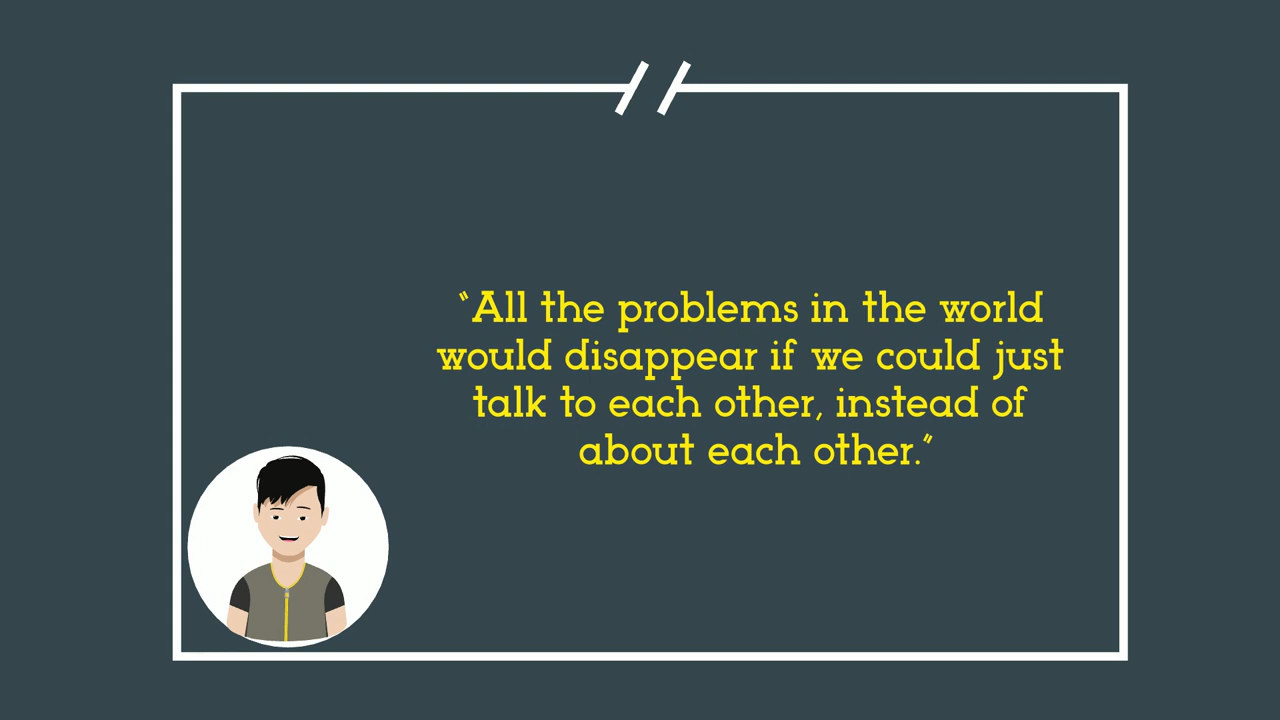 “All the problems in the world
would disappear if we could just
talk to each other, instead of
about each other.”